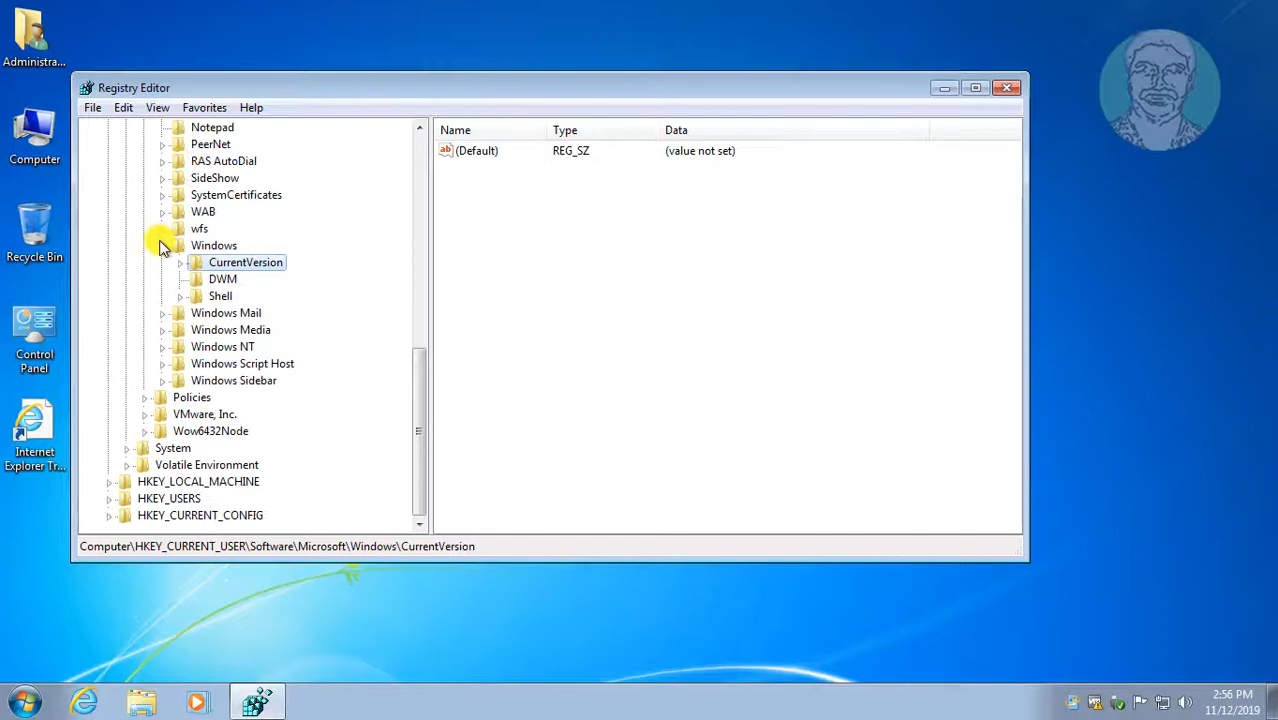 Administra...
Computer
Recycle Bin
Control
Panel
Internet
Explorer Tr...
Registry Editor
File Edit View Favorites Help
Notepad
PeerNet
RAS AutoDial
SideShow
SystemCertificates
WAB
wfs
Windows
CurrentVersion
DWM
Shell
Windows Mail
Windows Media
Windows NT
Windows Script Host
Windows Sidebar
Policies
VMware, Inc.
Wow6432Node
System
Volatile Environment
HKEY_LOCAL_MACHINE
HKEY_USERS
HKEY_CURRENT_CONFIG
Name Type Data
ab (Default) REG_SZ (value not set)
Computer\HKEY_CURRENT_USER\Software\Microsoft\Windows\CurrentVersion
2:56 PM
11/12/2019